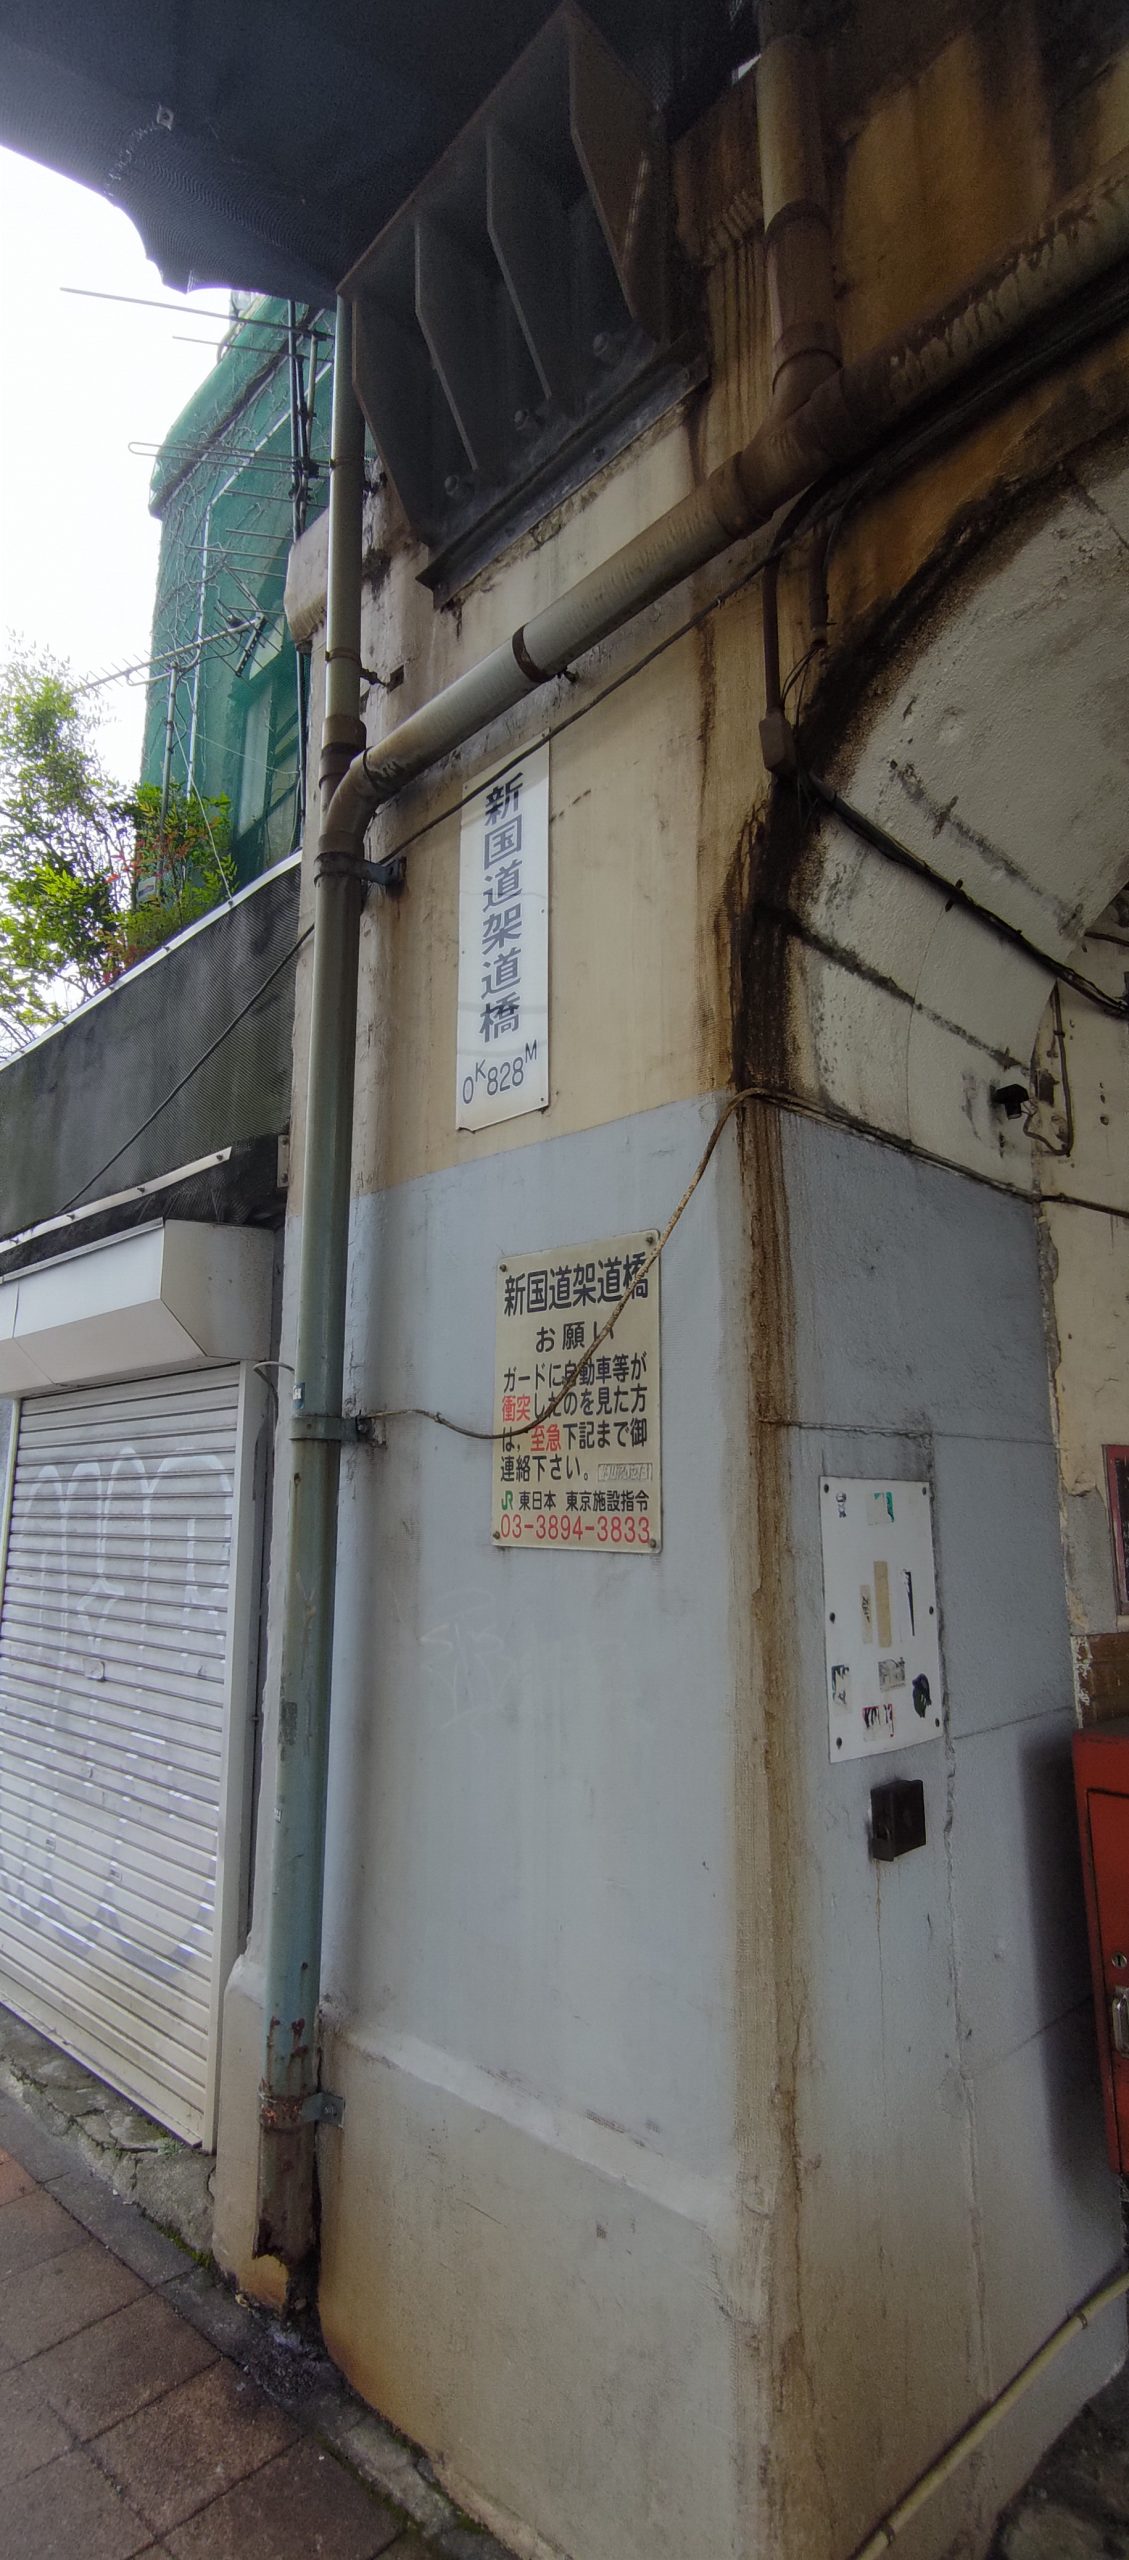 新国道架道橋
0K828M
新国道架道橋
お願い
ガードに自動車等が
衝突したのを見た方
は、至急下記まで御
連絡下さい。
JR 東日本 東京施設指令
03-3894-3833